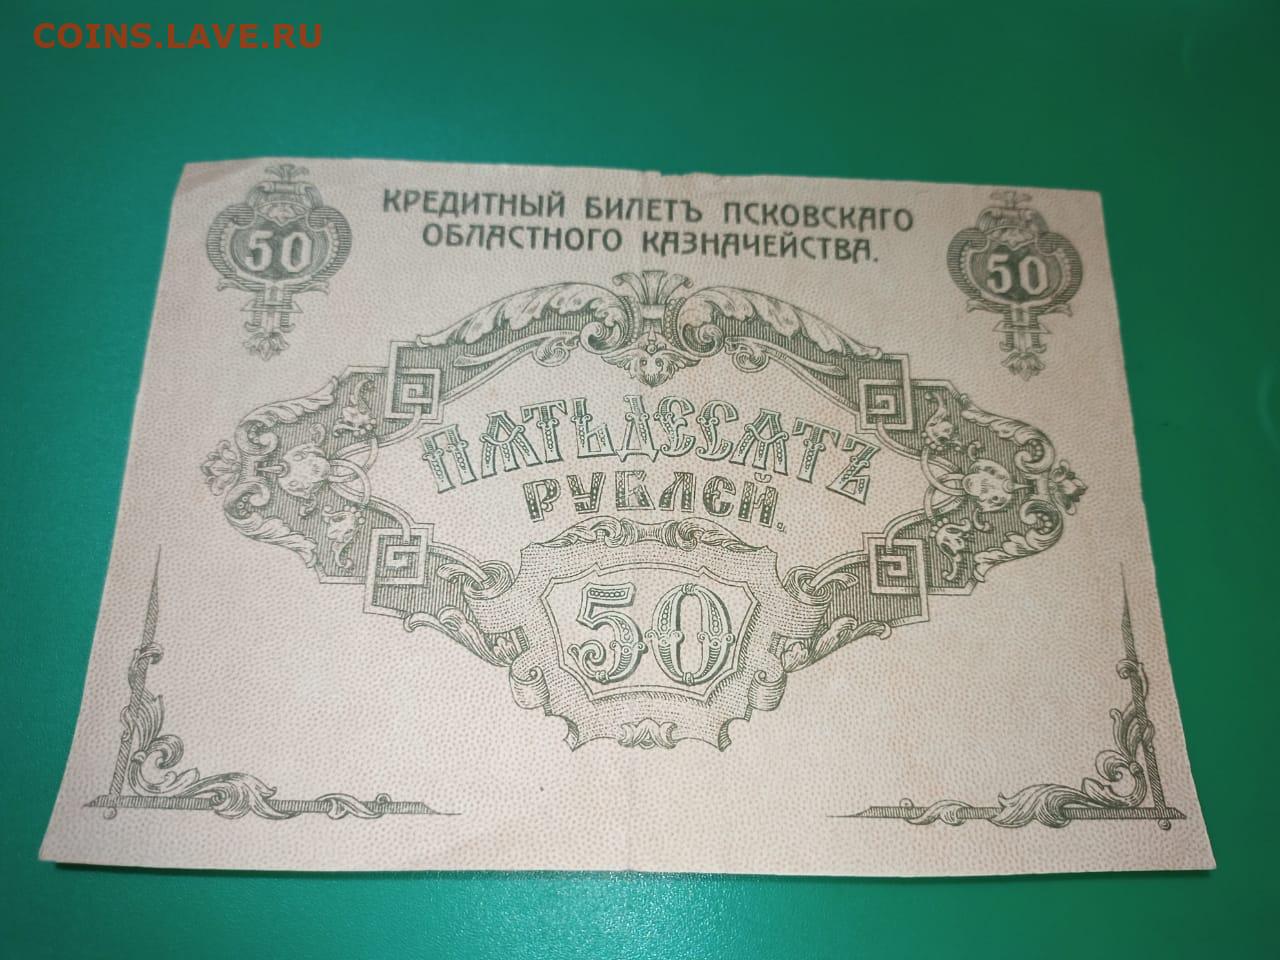 COINS.LAVE.RU
КРЕДИТНЫЙ БИЛЕТЪ ПСКОВСКАГО
ОБЛАСТНОГО КАЗНАЧЕЙСТВА.
50
50
ПЯТЬДЕСЯТЪ
РУБЛЕЙ.
50